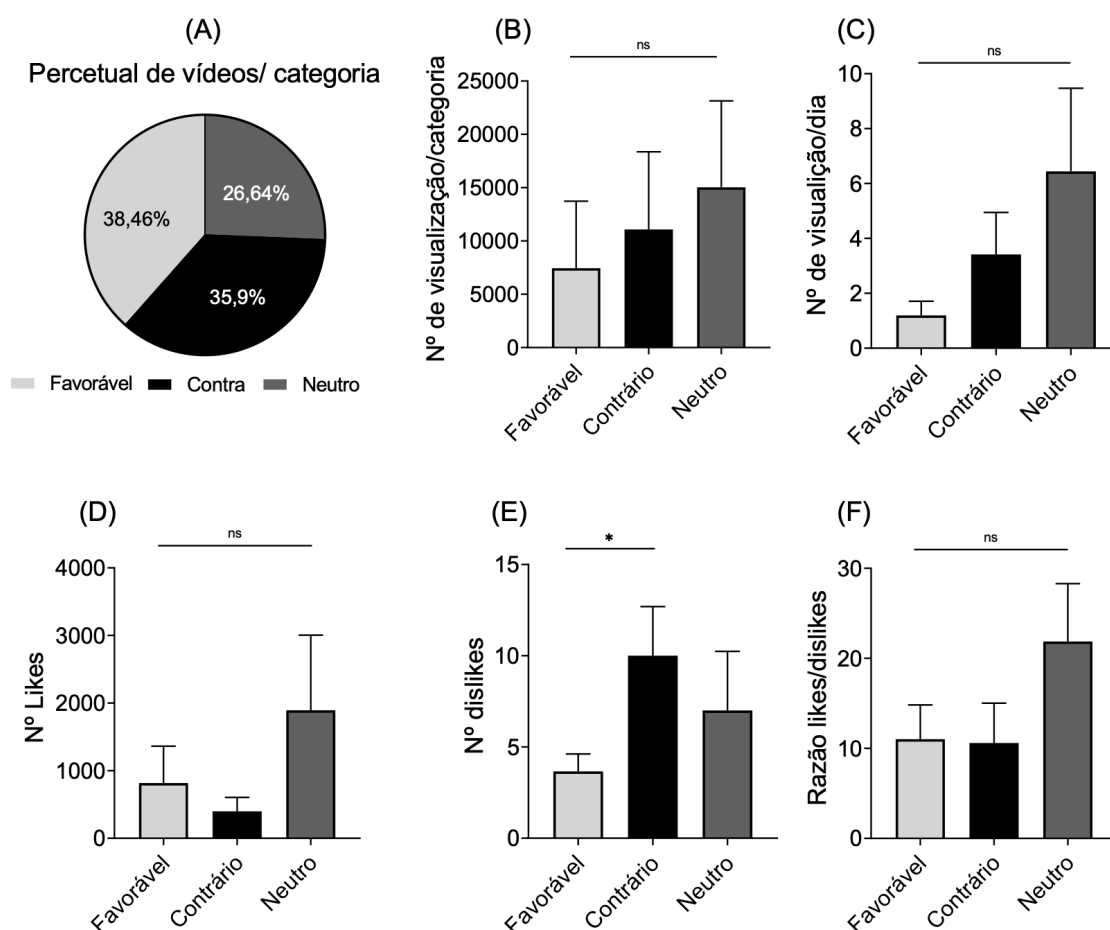 (A)
Percetual de vídeos/ categoria
38,46%
26,64%
35,9%
Favorável Contra Neutro
(B)
ns
Nº de visualização/categoria
25000
20000
15000
10000
5000
0
Favorável
Contrário
Neutro
(C)
ns
Nº de visualição/dia
10
8
6
4
2
0
Favorável
Contrário
Neutro
(D)
ns
Nº Likes
4000
3000
2000
1000
0
Favorável
Contrário
Neutro
(E)
*
Nº dislikes
15
10
5
0
Favorável
Contrário
Neutro
(F)
ns
Razão likes/dislikes
30
20
10
0
Favorável
Contrário
Neutro